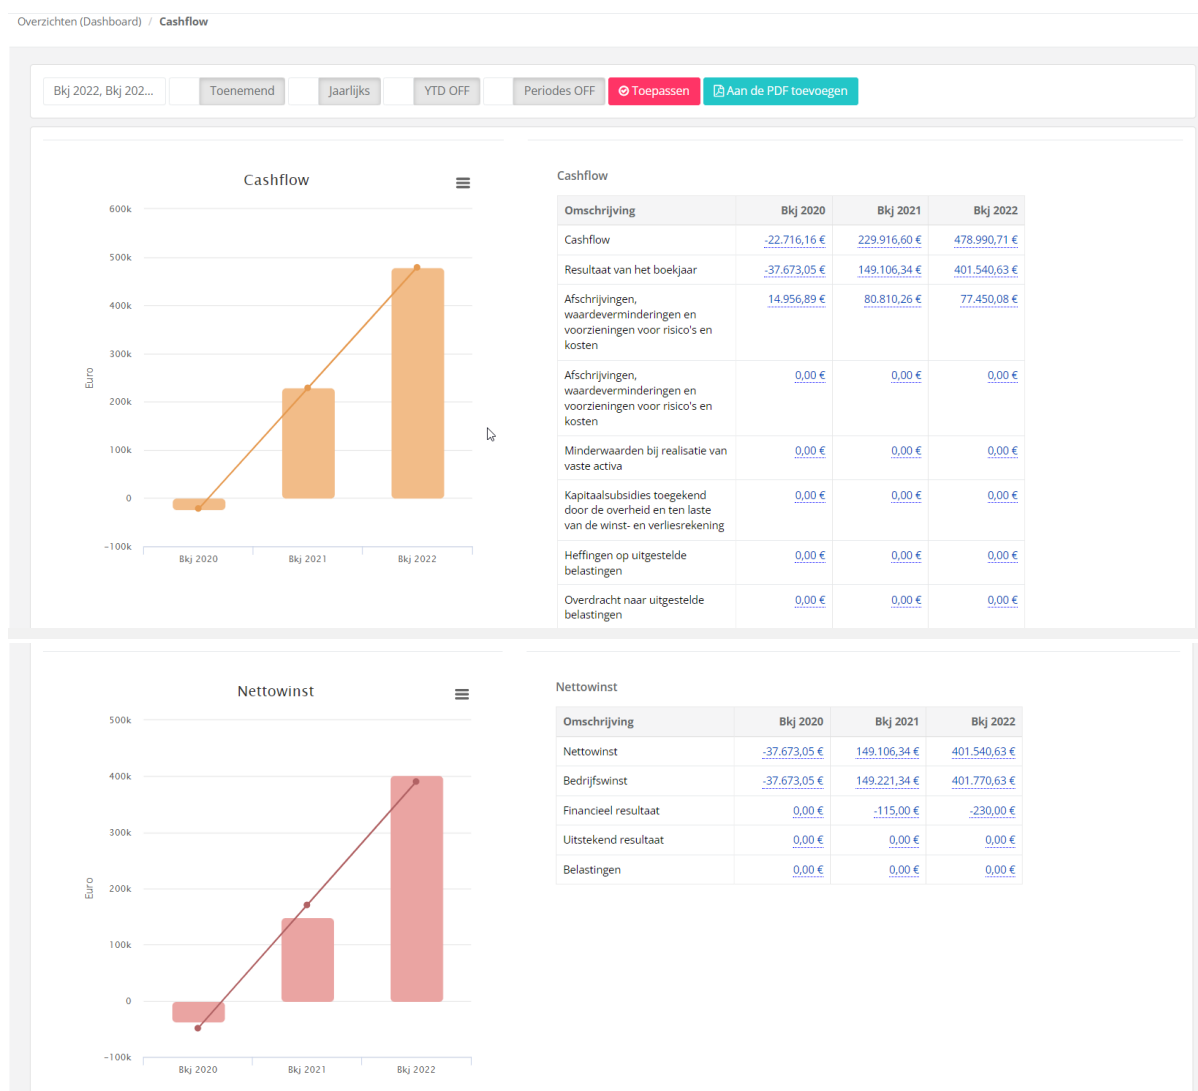 Overzichten (Dashboard) / Cashflow
Bkj 2022, Bkj 202... Toenemend Jaarlijks YTD OFF Periodes OFF Toepassen Aan de PDF toevoegen
Cashflow
600k
500k
400k
300k
200k
100k
0
-100k
Euro
Bkj 2020 Bkj 2021 Bkj 2022
Cashflow
Omschrijving Bkj 2020 Bkj 2021 Bkj 2022
Cashflow -22.716,16 € 229.916,60 € 478.990,71 €
Resultaat van het boekjaar -37.673,05 € 149.106,34 € 401.540,63 €
Afschrijvingen, 14.956,89 € 80.810,26 € 77.450,08 €
waardeverminderingen en
voorzieningen voor risico's en
kosten
Afschrijvingen, 0,00 € 0,00 € 0,00 €
waardeverminderingen en
voorzieningen voor risico's en
kosten
Minderwaarden bij realisatie van 0,00 € 0,00 € 0,00 €
vaste activa
Kapitaalsubsidies toegekend 0,00 € 0,00 € 0,00 €
door de overheid en ten laste
van de winst- en verliesrekening
Heffingen op uitgestelde 0,00 € 0,00 € 0,00 €
belastingen
Overdracht naar uitgestelde 0,00 € 0,00 € 0,00 €
belastingen
Nettowinst
500k
400k
300k
200k
100k
0
-100k
Euro
Bkj 2020 Bkj 2021 Bkj 2022
Nettowinst
Omschrijving Bkj 2020 Bkj 2021 Bkj 2022
Nettowinst -37.673,05 € 149.106,34 € 401.540,63 €
Bedrijfswinst -37.673,05 € 149.221,34 € 401.770,63 €
Financieel resultaat 0,00 € -115,00 € -230,00 €
Uitstekend resultaat 0,00 € 0,00 € 0,00 €
Belastingen 0,00 € 0,00 € 0,00 €